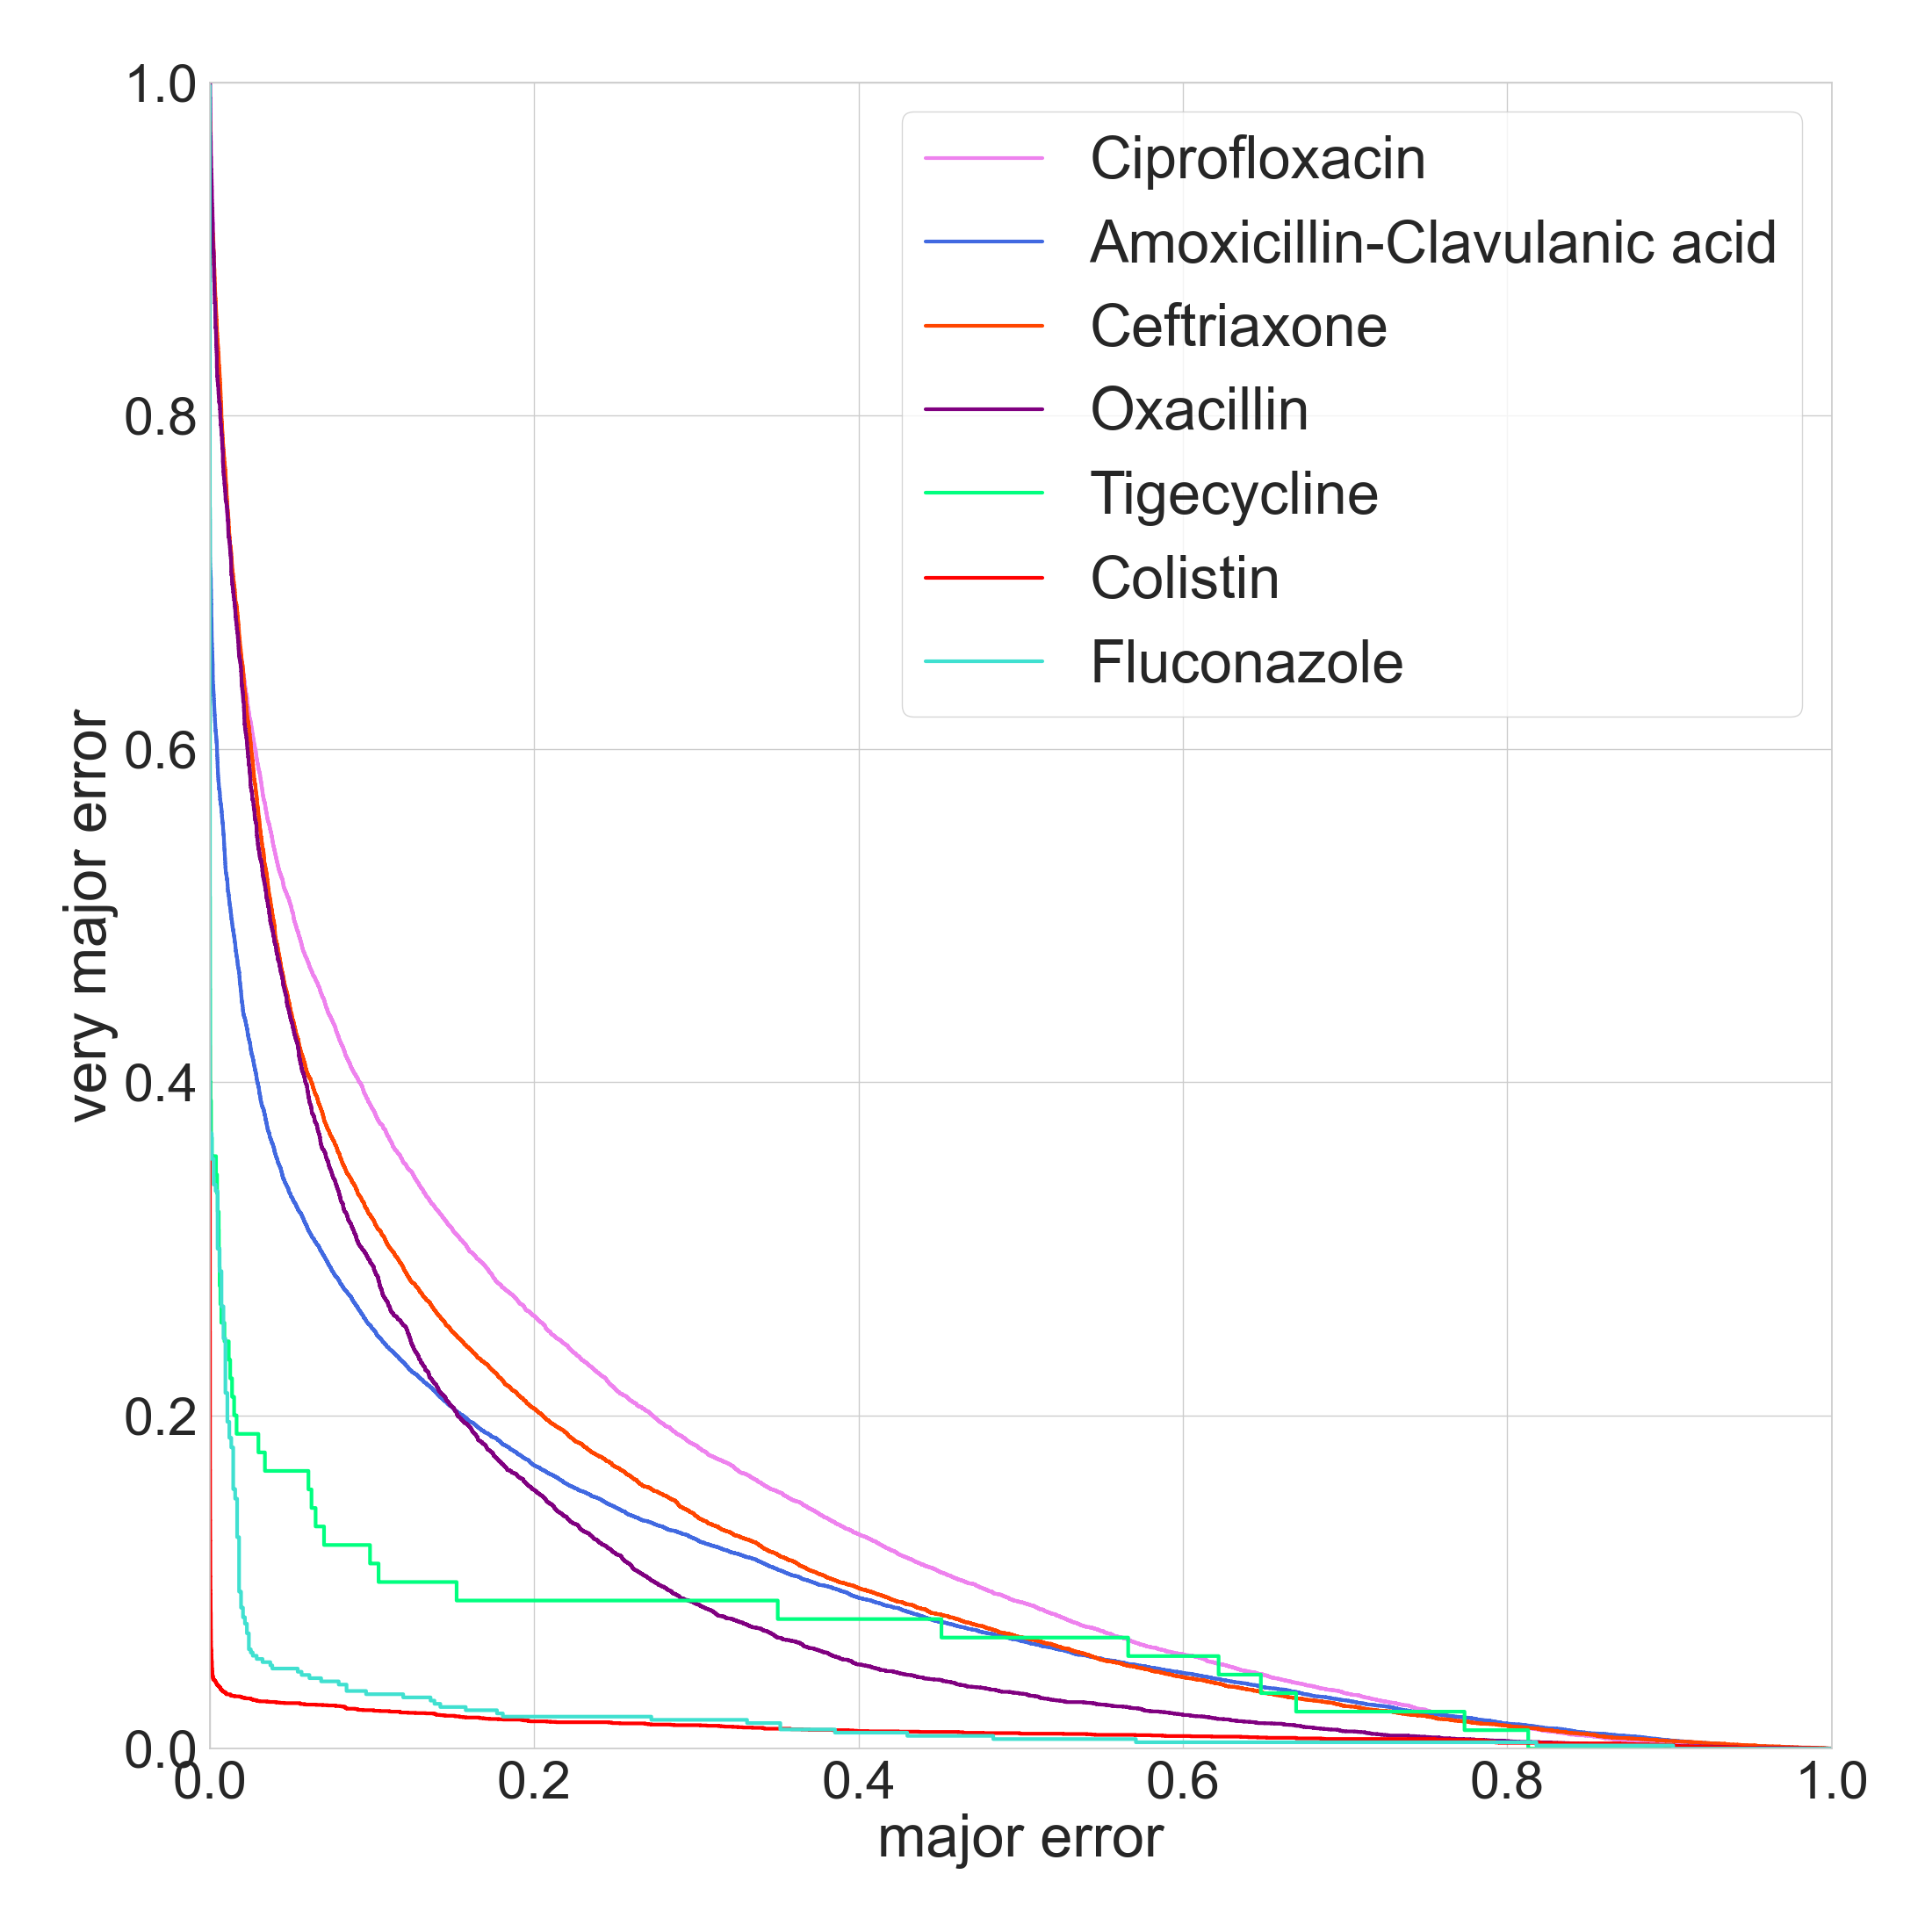 1.0
0.8
0.6
0.4
0.2
0.0
very major error
Ciprofloxacin
Amoxicillin-Clavulanic acid
Ceftriaxone
Oxacillin
Tigecycline
Colistin
Fluconazole
0.0 0.2 0.4 0.6 0.8 1.0
major error